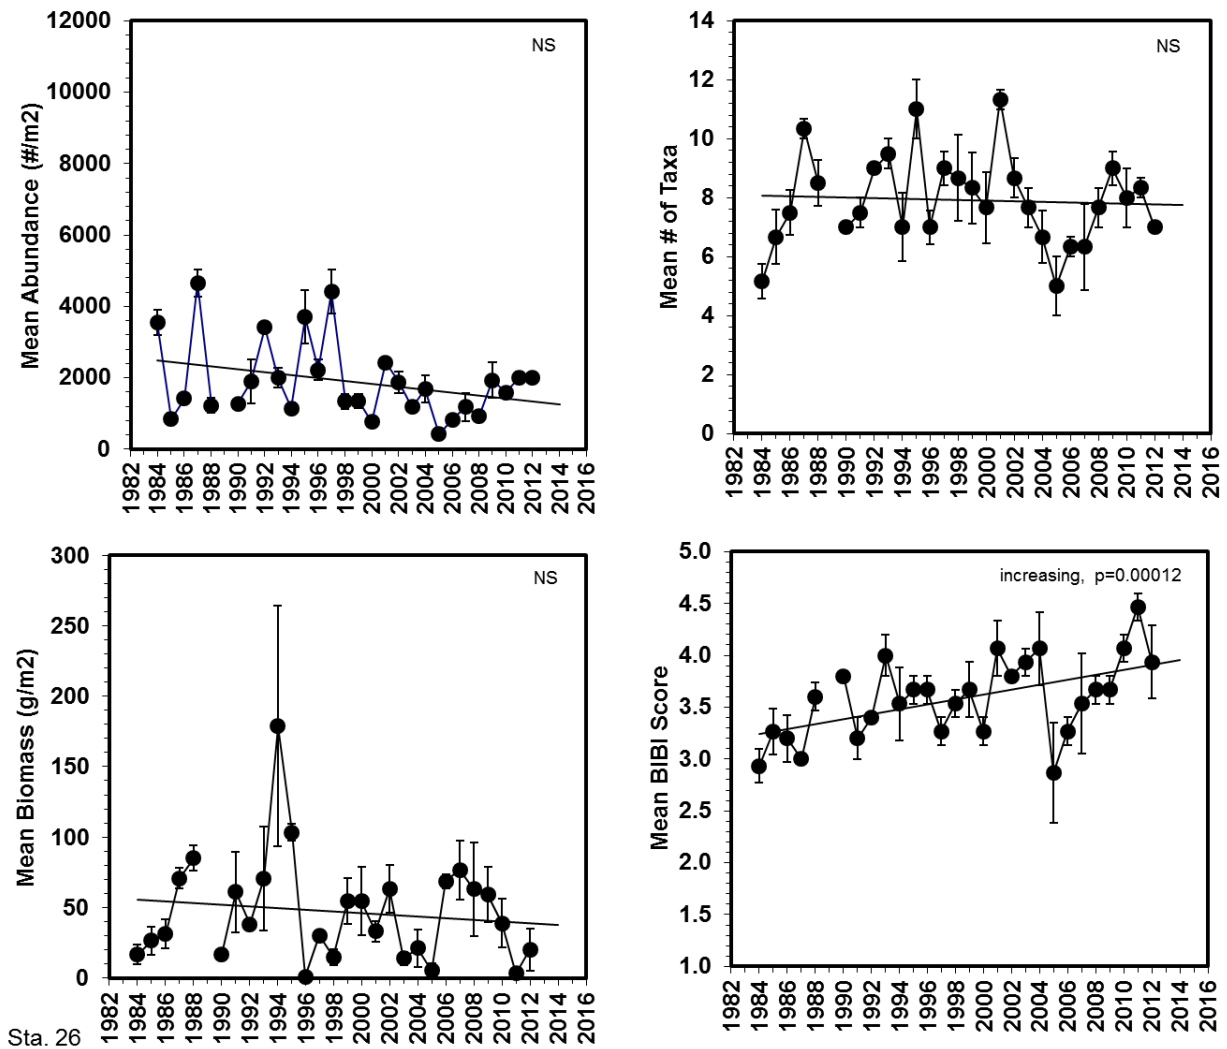 12000
10000
8000
6000
4000
2000
0
Mean Abundance (#/m2)
NS
1982 1984 1986 1988 1990 1992 1994 1996 1998 2000 2002 2004 2006 2008 2010 2012 2014 2016
14
12
10
8
6
4
2
0
Mean # of Taxa
NS
1982 1984 1986 1988 1990 1992 1994 1996 1998 2000 2002 2004 2006 2008 2010 2012 2014 2016
300
250
200
150
100
50
0
Mean Biomass (g/m2)
NS
1982 1984 1986 1988 1990 1992 1994 1996 1998 2000 2002 2004 2006 2008 2010 2012 2014 2016
5.0
4.5
4.0
3.5
3.0
2.5
2.0
1.5
1.0
Mean BIBI Score
increasing, p=0.00012
1982 1984 1986 1988 1990 1992 1994 1996 1998 2000 2002 2004 2006 2008 2010 2012 2014 2016
Sta. 26